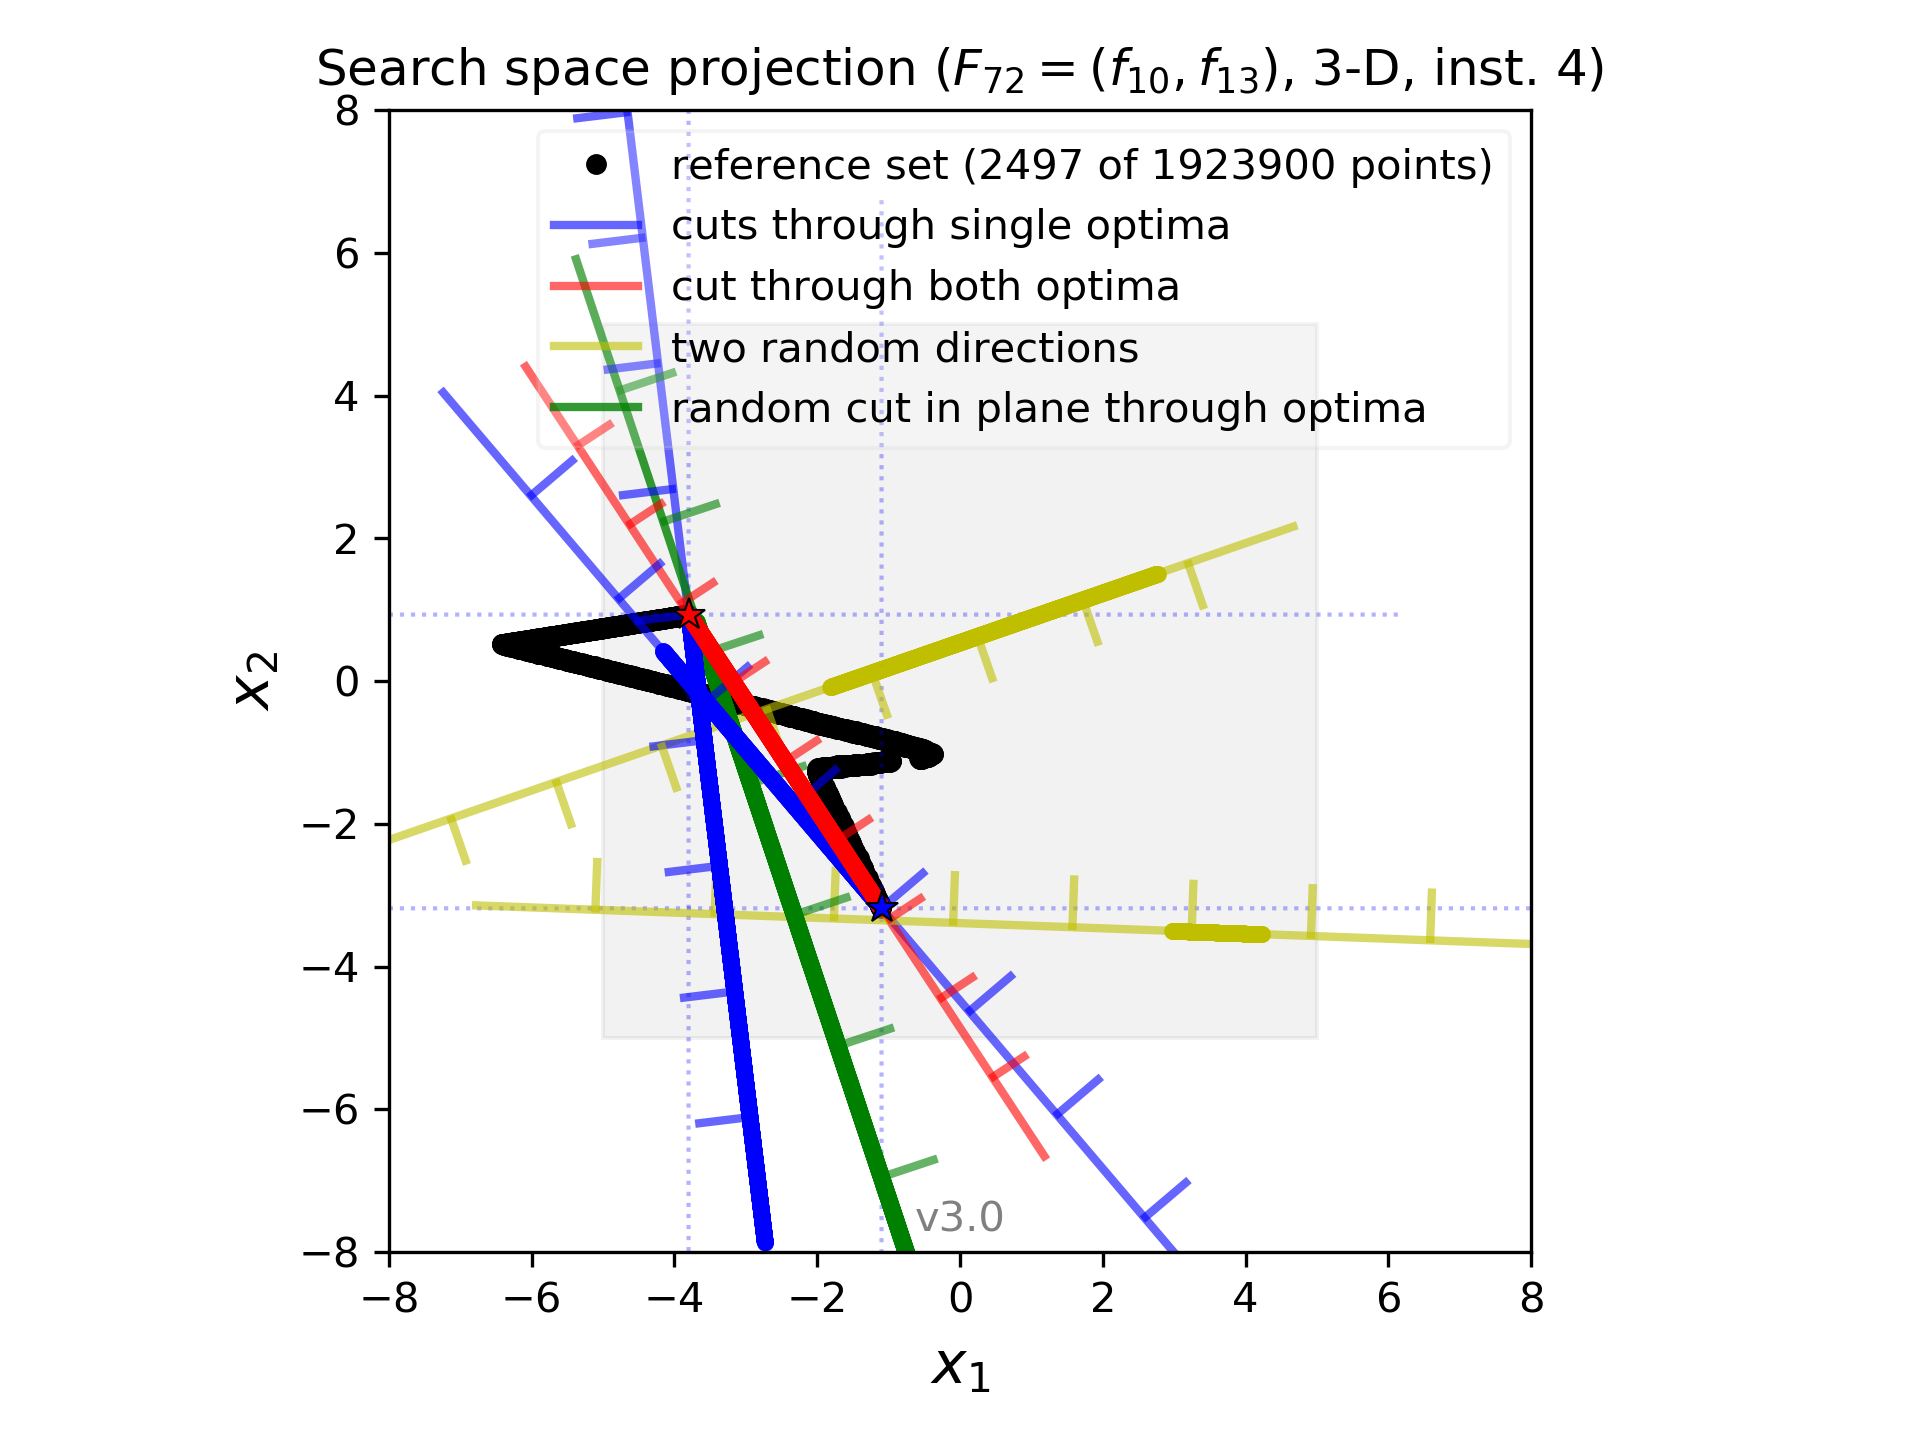 Search space projection (F72 = (f10, f13), 3-D, inst. 4)
reference set (2497 of 1923900 points)
cuts through single optima
cut through both optima
two random directions
random cut in plane through optima
8
6
4
2
0
−2
−4
−6
−8
x2
v3.0
−8 −6 −4 −2 0 2 4 6 8
x1